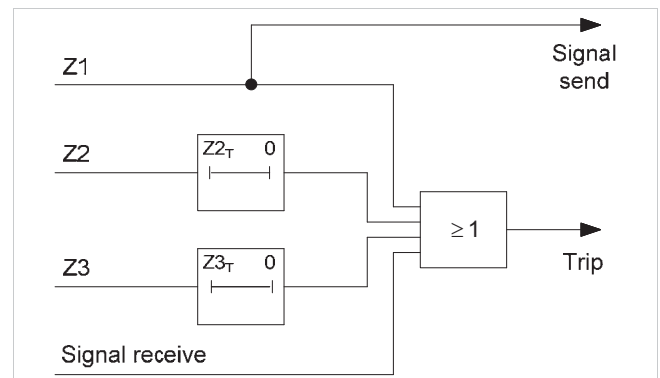 Signal
send
Z1
Z2
Z2T 0
Z3
Z3T 0
≥ 1
Trip
Signal receive